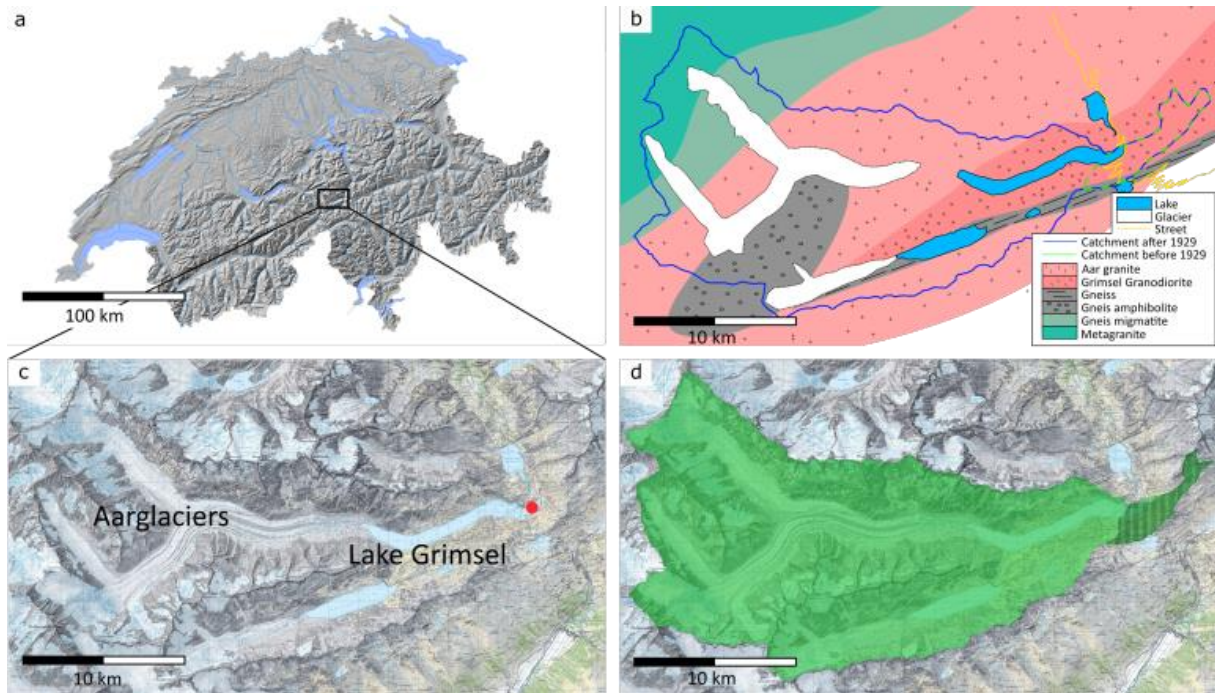 a
100 km
b
Lake
Glacier
Street
Catchment after 1929
Catchment before 1929
Aar granite
Grimsel Granodiorite
Gneiss
Gneis amphibolite
Gneis migmatite
Metagranite
10 km
c
Aarglaciers
Lake Grimsel
10 km
d
10 km